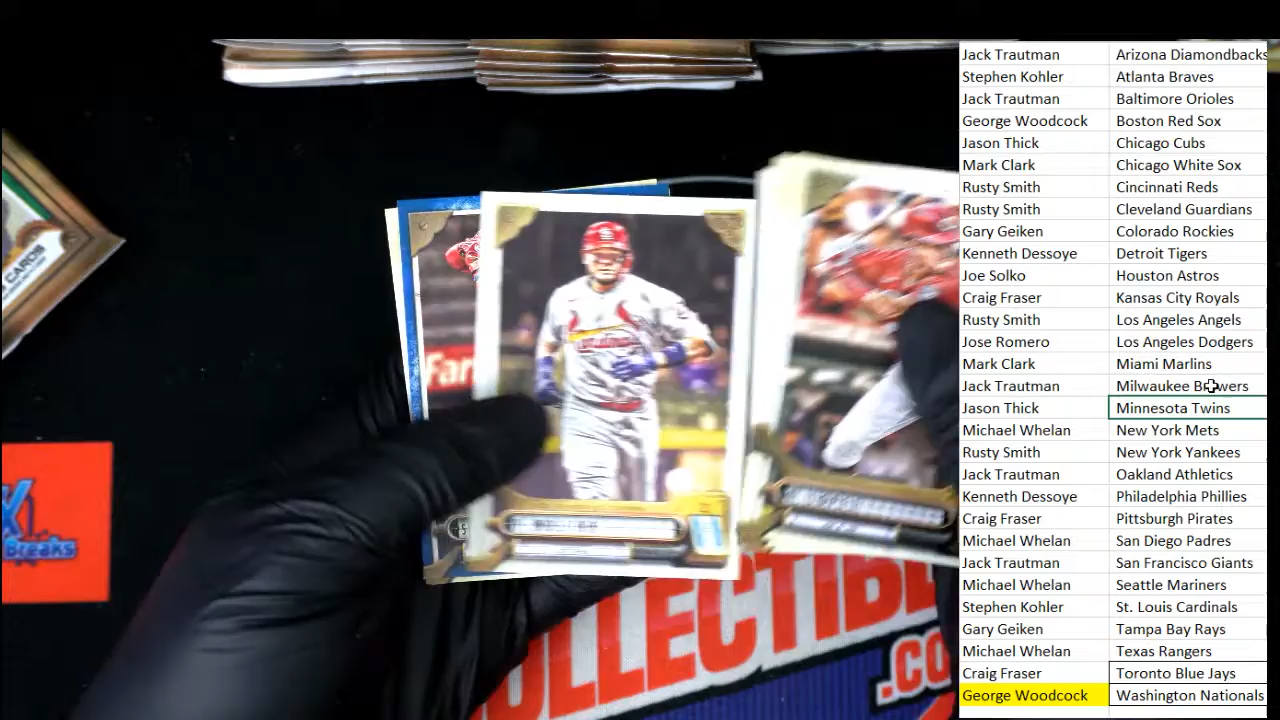 Jack Trautman Arizona Diamondbacks
Stephen Kohler Atlanta Braves
Jack Trautman Baltimore Orioles
George Woodcock Boston Red Sox
Jason Thick Chicago Cubs
Mark Clark Chicago White Sox
Rusty Smith Cincinnati Reds
Rusty Smith Cleveland Guardians
Gary Geiken Colorado Rockies
Kenneth Dessoye Detroit Tigers
Joe Solko Houston Astros
Craig Fraser Kansas City Royals
Rusty Smith Los Angeles Angels
Jose Romero Los Angeles Dodgers
Mark Clark Miami Marlins
Jack Trautman Milwaukee Brewers
Jason Thick Minnesota Twins
Michael Whelan New York Mets
Rusty Smith New York Yankees
Jack Trautman Oakland Athletics
Kenneth Dessoye Philadelphia Phillies
Craig Fraser Pittsburgh Pirates
Michael Whelan San Diego Padres
Jack Trautman San Francisco Giants
Michael Whelan Seattle Mariners
Stephen Kohler St. Louis Cardinals
Gary Geiken Tampa Bay Rays
Michael Whelan Texas Rangers
Craig Fraser Toronto Blue Jays
George Woodcock Washington Nationals
CARDS
Far
X
Breaks
OLLECTIBLE
.CO